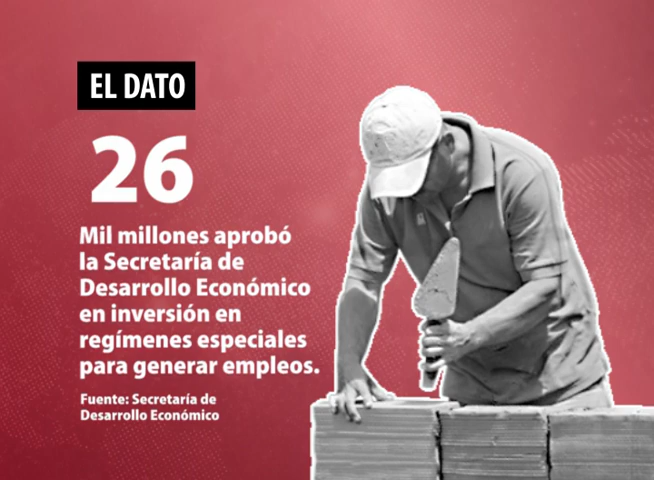 EL DATO
26
Mil millones aprobó
la Secretaría de
Desarrollo Económico
en inversión en
regímenes especiales
para generar empleos.
Fuente: Secretaría de
Desarrollo Económico